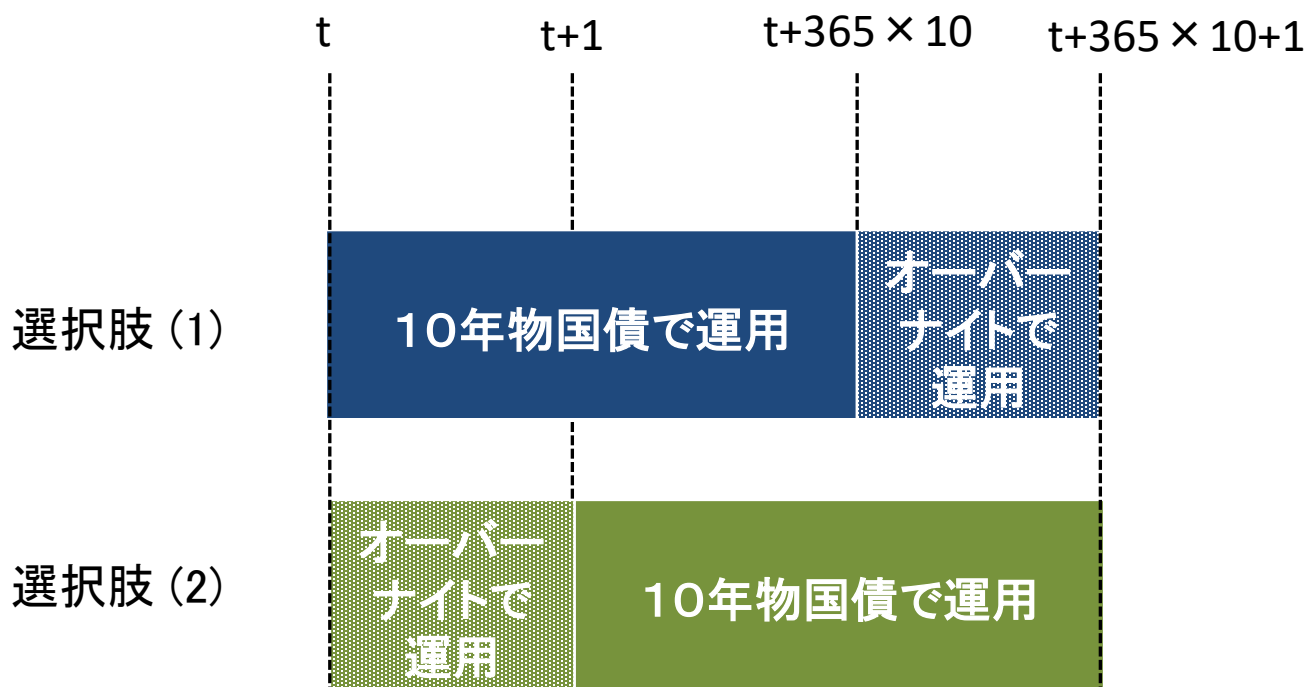 t t+1 t+365×10 t+365×10+1
選択肢(1)
10年物国債で運用
オーバー
ナイトで
運用
選択肢(2)
オーバー
ナイトで
運用
10年物国債で運用